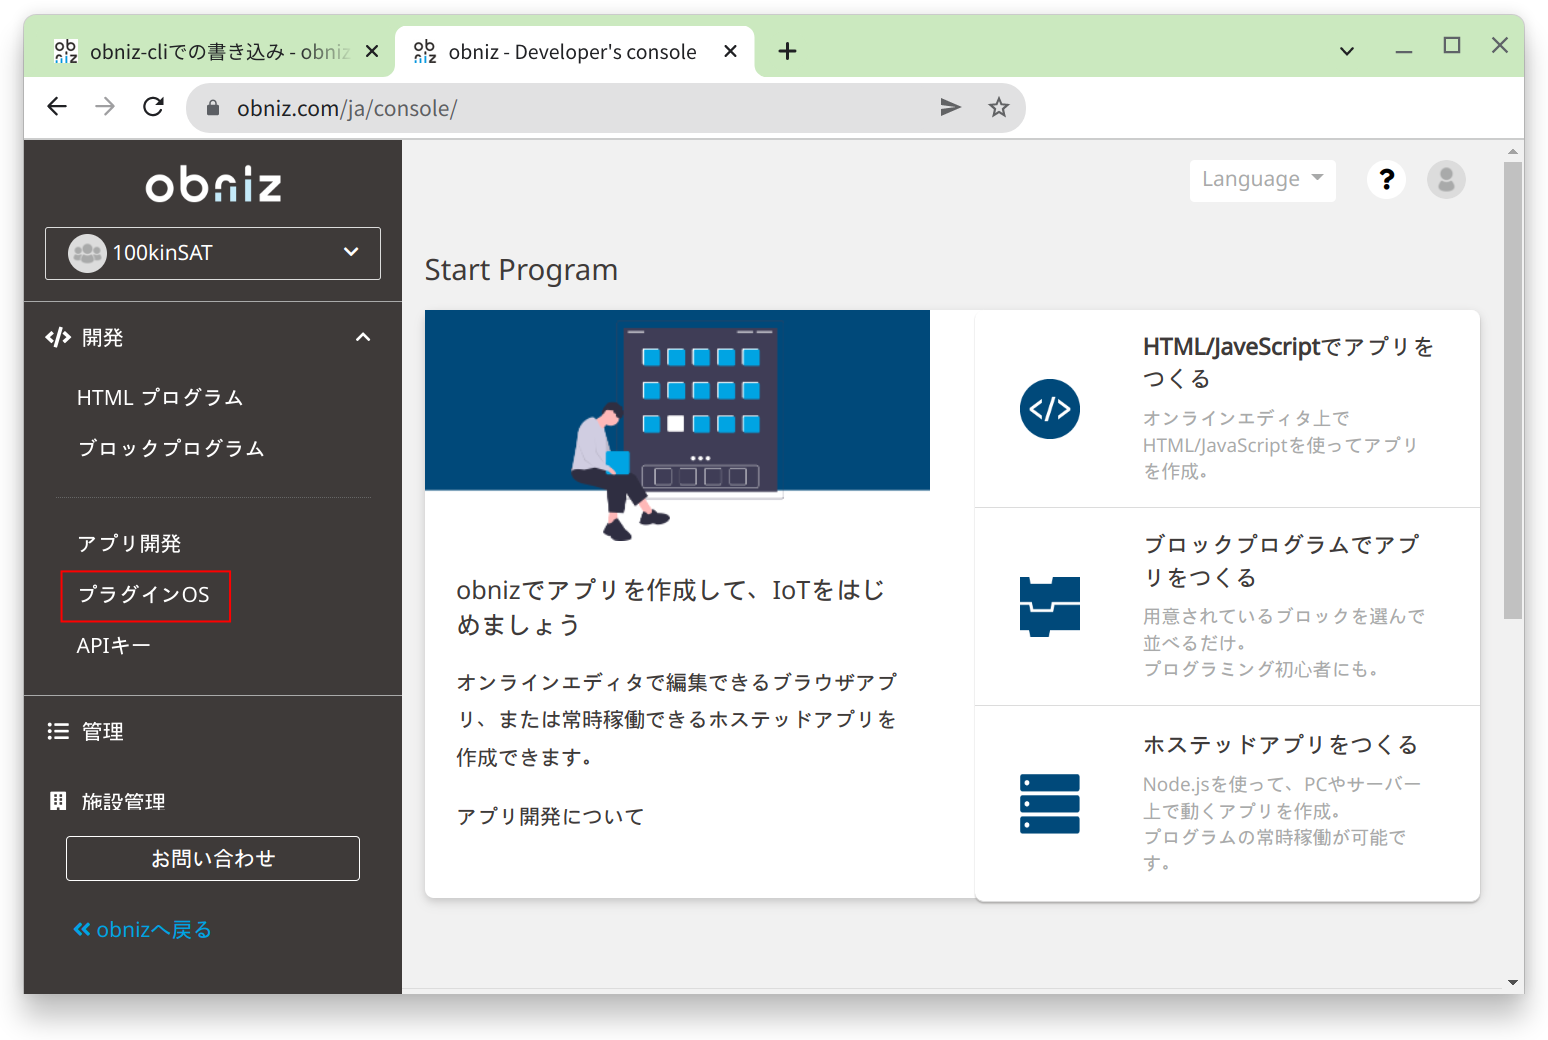 obniz-cliでの書き込み - obniz
obniz - Developer's console
obniz.com/ja/console/
obniz
100kinSAT
開発
HTML プログラム
ブロックプログラム
アプリ開発
プラグインOS
APIキー
管理
施設管理
お問い合わせ
obnizへ戻る
Language
?
Start Program
obnizでアプリを作成して、IoTをはじ
めましょう
オンラインエディタで編集できるブラウザアプ
リ、または常時稼働できるホステッドアプリを
作成できます。
アプリ開発について
HTML/JaveScriptでアプリを
つくる
オンラインエディタ上で
HTML/JavaScriptを使ってアプリ
を作成。
ブロックプログラムでアプ
リをつくる
用意されているブロックを選んで
並べるだけ。
プログラミング初心者にも。
ホステッドアプリをつくる
Node.jsを使って、PCやサーバー
上で動くアプリを作成。
プログラムの常時稼働が可能で
す。